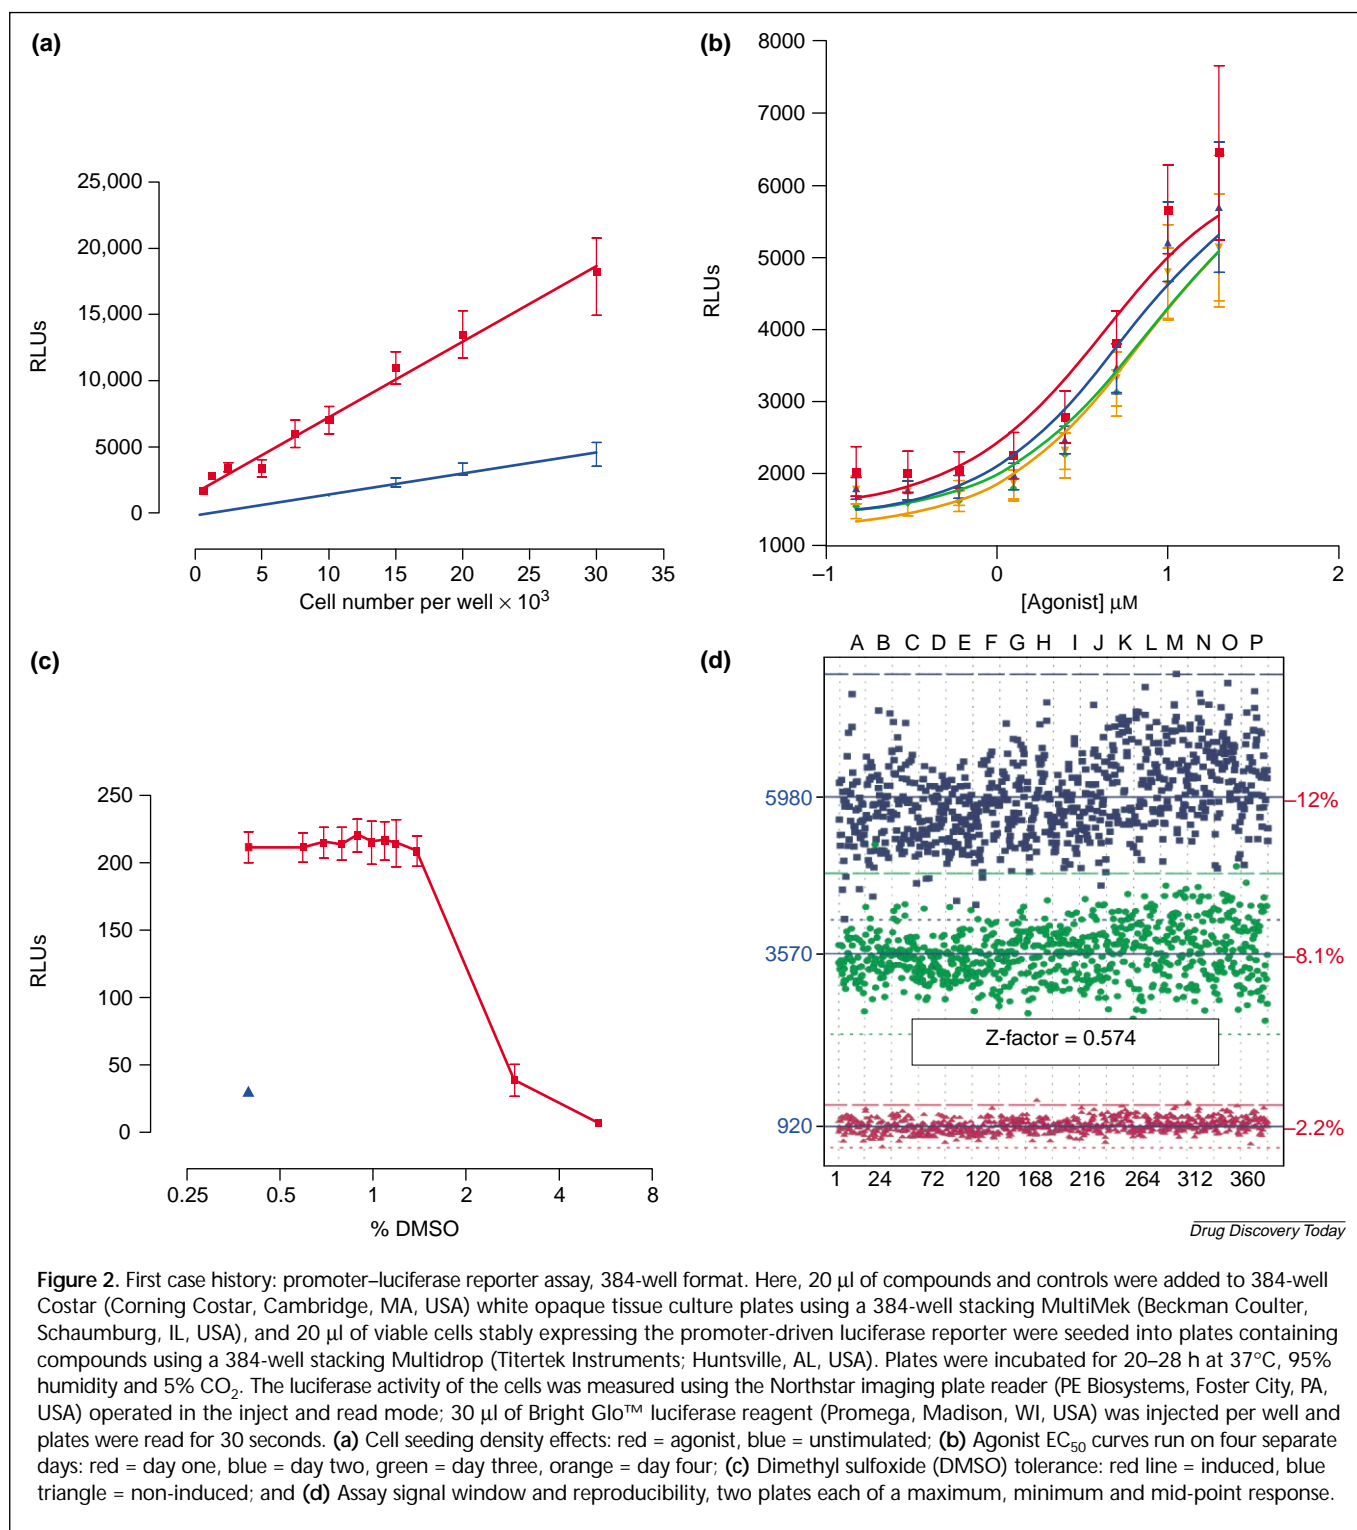 (a)
25,000
20,000
15,000
10,000
5000
0
RLUs
0 5 10 15 20 25 30 35
Cell number per well × 10³
(b)
8000
7000
6000
5000
4000
3000
2000
1000
RLUs
–1 0 1 2
[Agonist] µM
(c)
250
200
150
100
50
0
RLUs
0.25 0.5 1 2 4 8
% DMSO
(d)
A B C D E F G H I J K L M N O P
5980 –12%
3570 –8.1%
Z-factor = 0.574
920 –2.2%
1 24 72 120 168 216 264 312 360
Drug Discovery Today
Figure 2. First case history: promoter–luciferase reporter assay, 384-well format. Here, 20 µl of compounds and controls were added to 384-well
Costar (Corning Costar, Cambridge, MA, USA) white opaque tissue culture plates using a 384-well stacking MultiMek (Beckman Coulter,
Schaumburg, IL, USA), and 20 µl of viable cells stably expressing the promoter-driven luciferase reporter were seeded into plates containing
compounds using a 384-well stacking Multidrop (Titertek Instruments; Huntsville, AL, USA). Plates were incubated for 20–28 h at 37°C, 95%
humidity and 5% CO₂. The luciferase activity of the cells was measured using the Northstar imaging plate reader (PE Biosystems, Foster City, PA,
USA) operated in the inject and read mode; 30 µl of Bright Glo™ luciferase reagent (Promega, Madison, WI, USA) was injected per well and
plates were read for 30 seconds. (a) Cell seeding density effects: red = agonist, blue = unstimulated; (b) Agonist EC₅₀ curves run on four separate
days: red = day one, blue = day two, green = day three, orange = day four; (c) Dimethyl sulfoxide (DMSO) tolerance: red line = induced, blue
triangle = non-induced; and (d) Assay signal window and reproducibility, two plates each of a maximum, minimum and mid-point response.